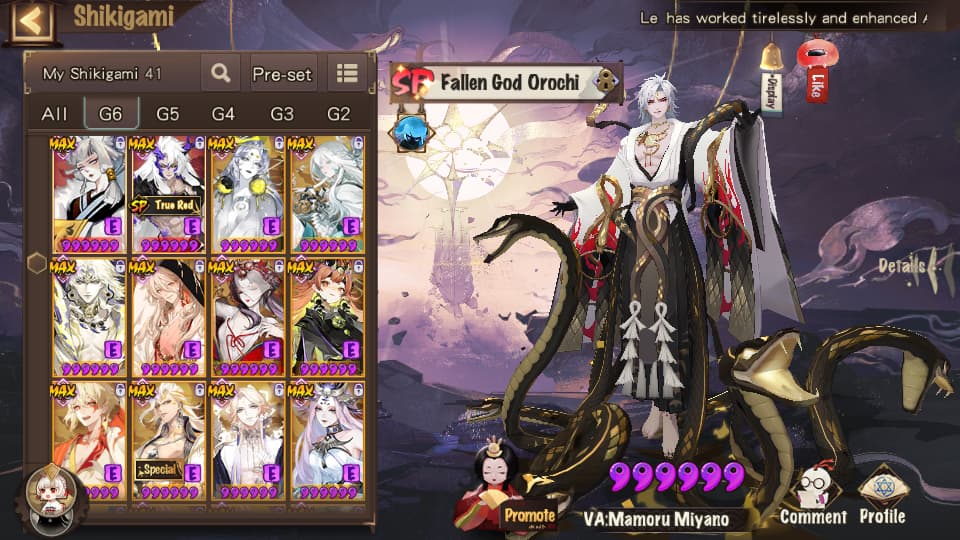 Shikigami
Le has worked tirelessly and enhanced
My Shikigami 41
Pre-set
All G6 G5 G4 G3 G2
SP Fallen God Orochi
Display
Like
MAX MAX MAX MAX
SP True Red
E E E E
999999 999999 999999 999999
MAX MAX MAX MAX
E E E E
999999 999999 999999 999999
MAX MAX MAX MAX
Special
E E E E
999999 999999 999999
Details
999999
Promote
VA:Mamoru Miyano
Comment
Profile